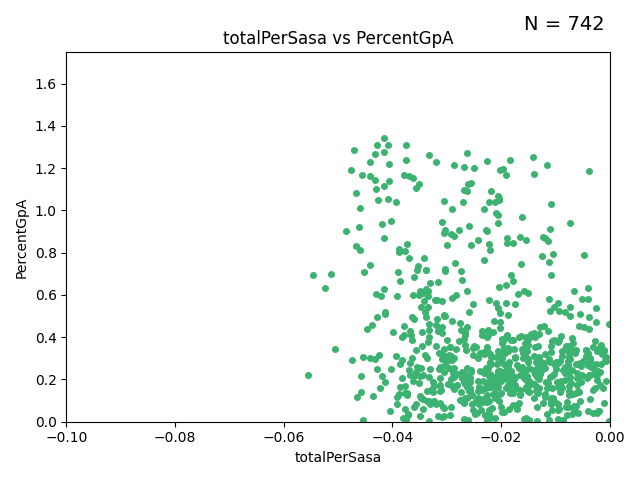 N = 742
totalPerSasa vs PercentGpA
PercentGpA
1.6
1.4
1.2
1.0
0.8
0.6
0.4
0.2
0.0
−0.10 −0.08 −0.06 −0.04 −0.02 0.00
totalPerSasa